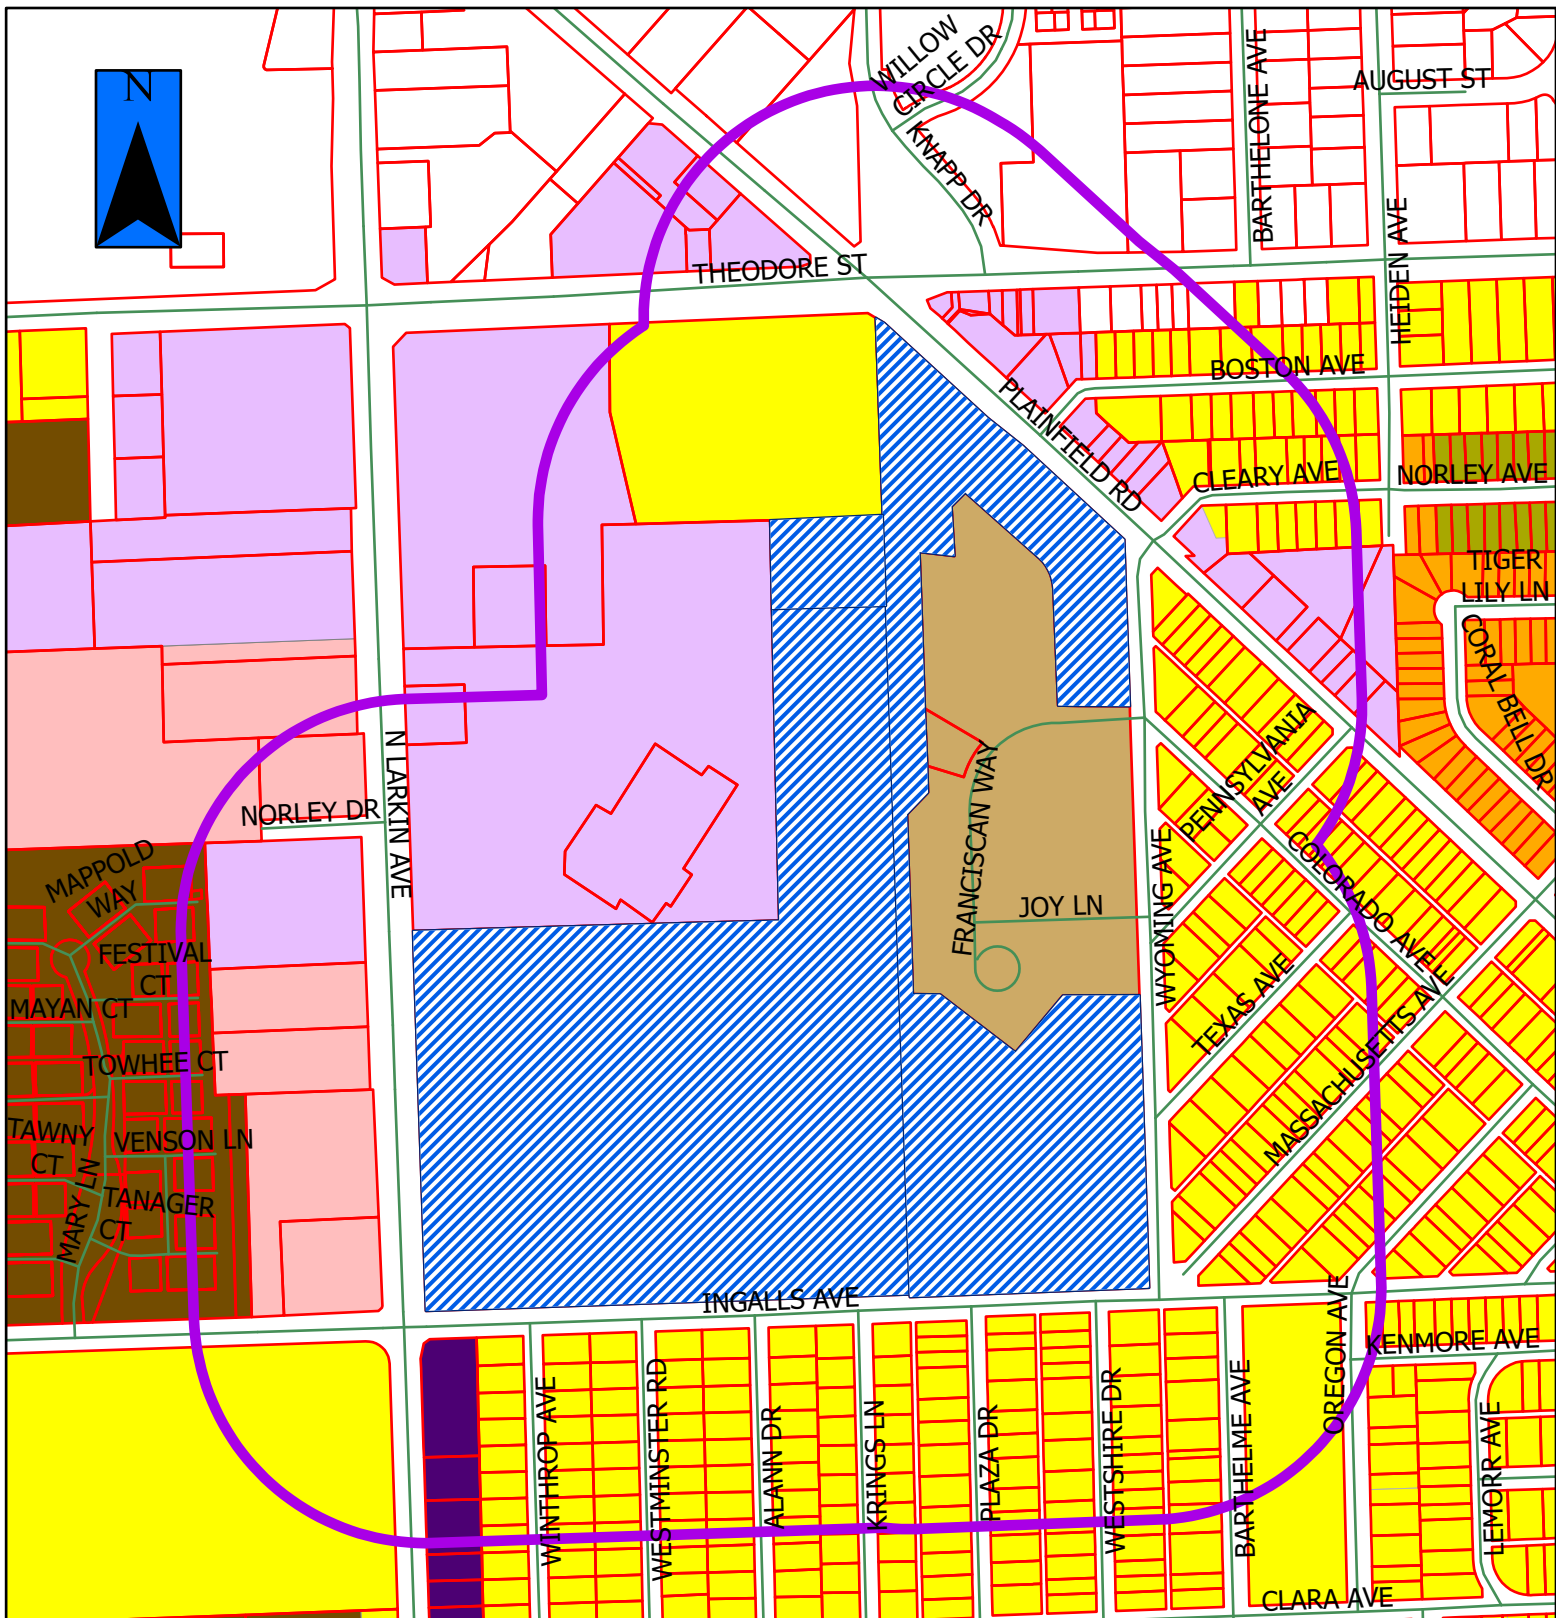 N
WILLOW
CIRCLE DR
KNAPP DR
BARTHELONE AVE
AUGUST ST
HEIDEN AVE
THEODORE ST
BOSTON AVE
PLAINFIELD RD
CLEARY AVE
NORLEY AVE
TIGER
LILY LN
CORAL BELL DR
PENNSYLVANIA
AVE
N LARKIN AVE
NORLEY DR
FRANCISCAN WAY
WYOMING AVE
COLORADO AVE
MAPPOLD
WAY
JOY LN
FESTIVAL
CT
MAYAN CT
TEXAS AVE
MASSACHUSETTS AVE
TOWHEE CT
TAWNY
CT
VENSON LN
MARY LN
TANAGER
CT
INGALLS AVE
OREGON AVE
KENMORE AVE
WINTHROP AVE
WESTMINSTER RD
ALANN DR
KRINGS LN
PLAZA DR
WESTSHIRE DR
BARTHELME AVE
LEMORR AVE
CLARA AVE